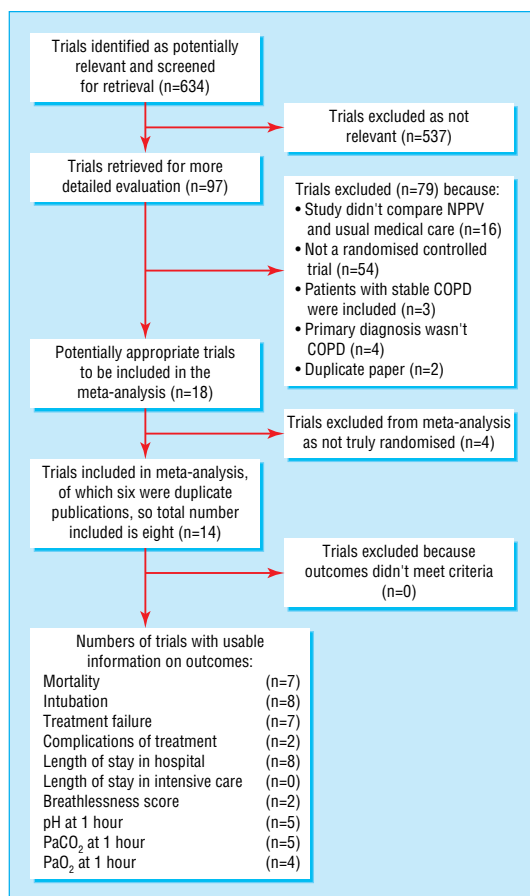 Trials identified as potentially
relevant and screened
for retrieval (n=634)
Trials excluded as not
relevant (n=537)
Trials retrieved for more
detailed evaluation (n=97)
Trials excluded (n=79) because:
• Study didn't compare NPPV
and usual medical care (n=16)
• Not a randomised controlled
trial (n=54)
• Patients with stable COPD
were included (n=3)
• Primary diagnosis wasn't
COPD (n=4)
• Duplicate paper (n=2)
Potentially appropriate trials
to be included in the
meta-analysis (n=18)
Trials excluded from meta-analysis
as not truly randomised (n=4)
Trials included in meta-analysis,
of which six were duplicate
publications, so total number
included is eight (n=14)
Trials excluded because
outcomes didn't meet criteria
(n=0)
Numbers of trials with usable
information on outcomes:
Mortality (n=7)
Intubation (n=8)
Treatment failure (n=7)
Complications of treatment (n=2)
Length of stay in hospital (n=8)
Length of stay in intensive care (n=0)
Breathlessness score (n=2)
pH at 1 hour (n=5)
PaCO₂ at 1 hour (n=5)
PaO₂ at 1 hour (n=4)